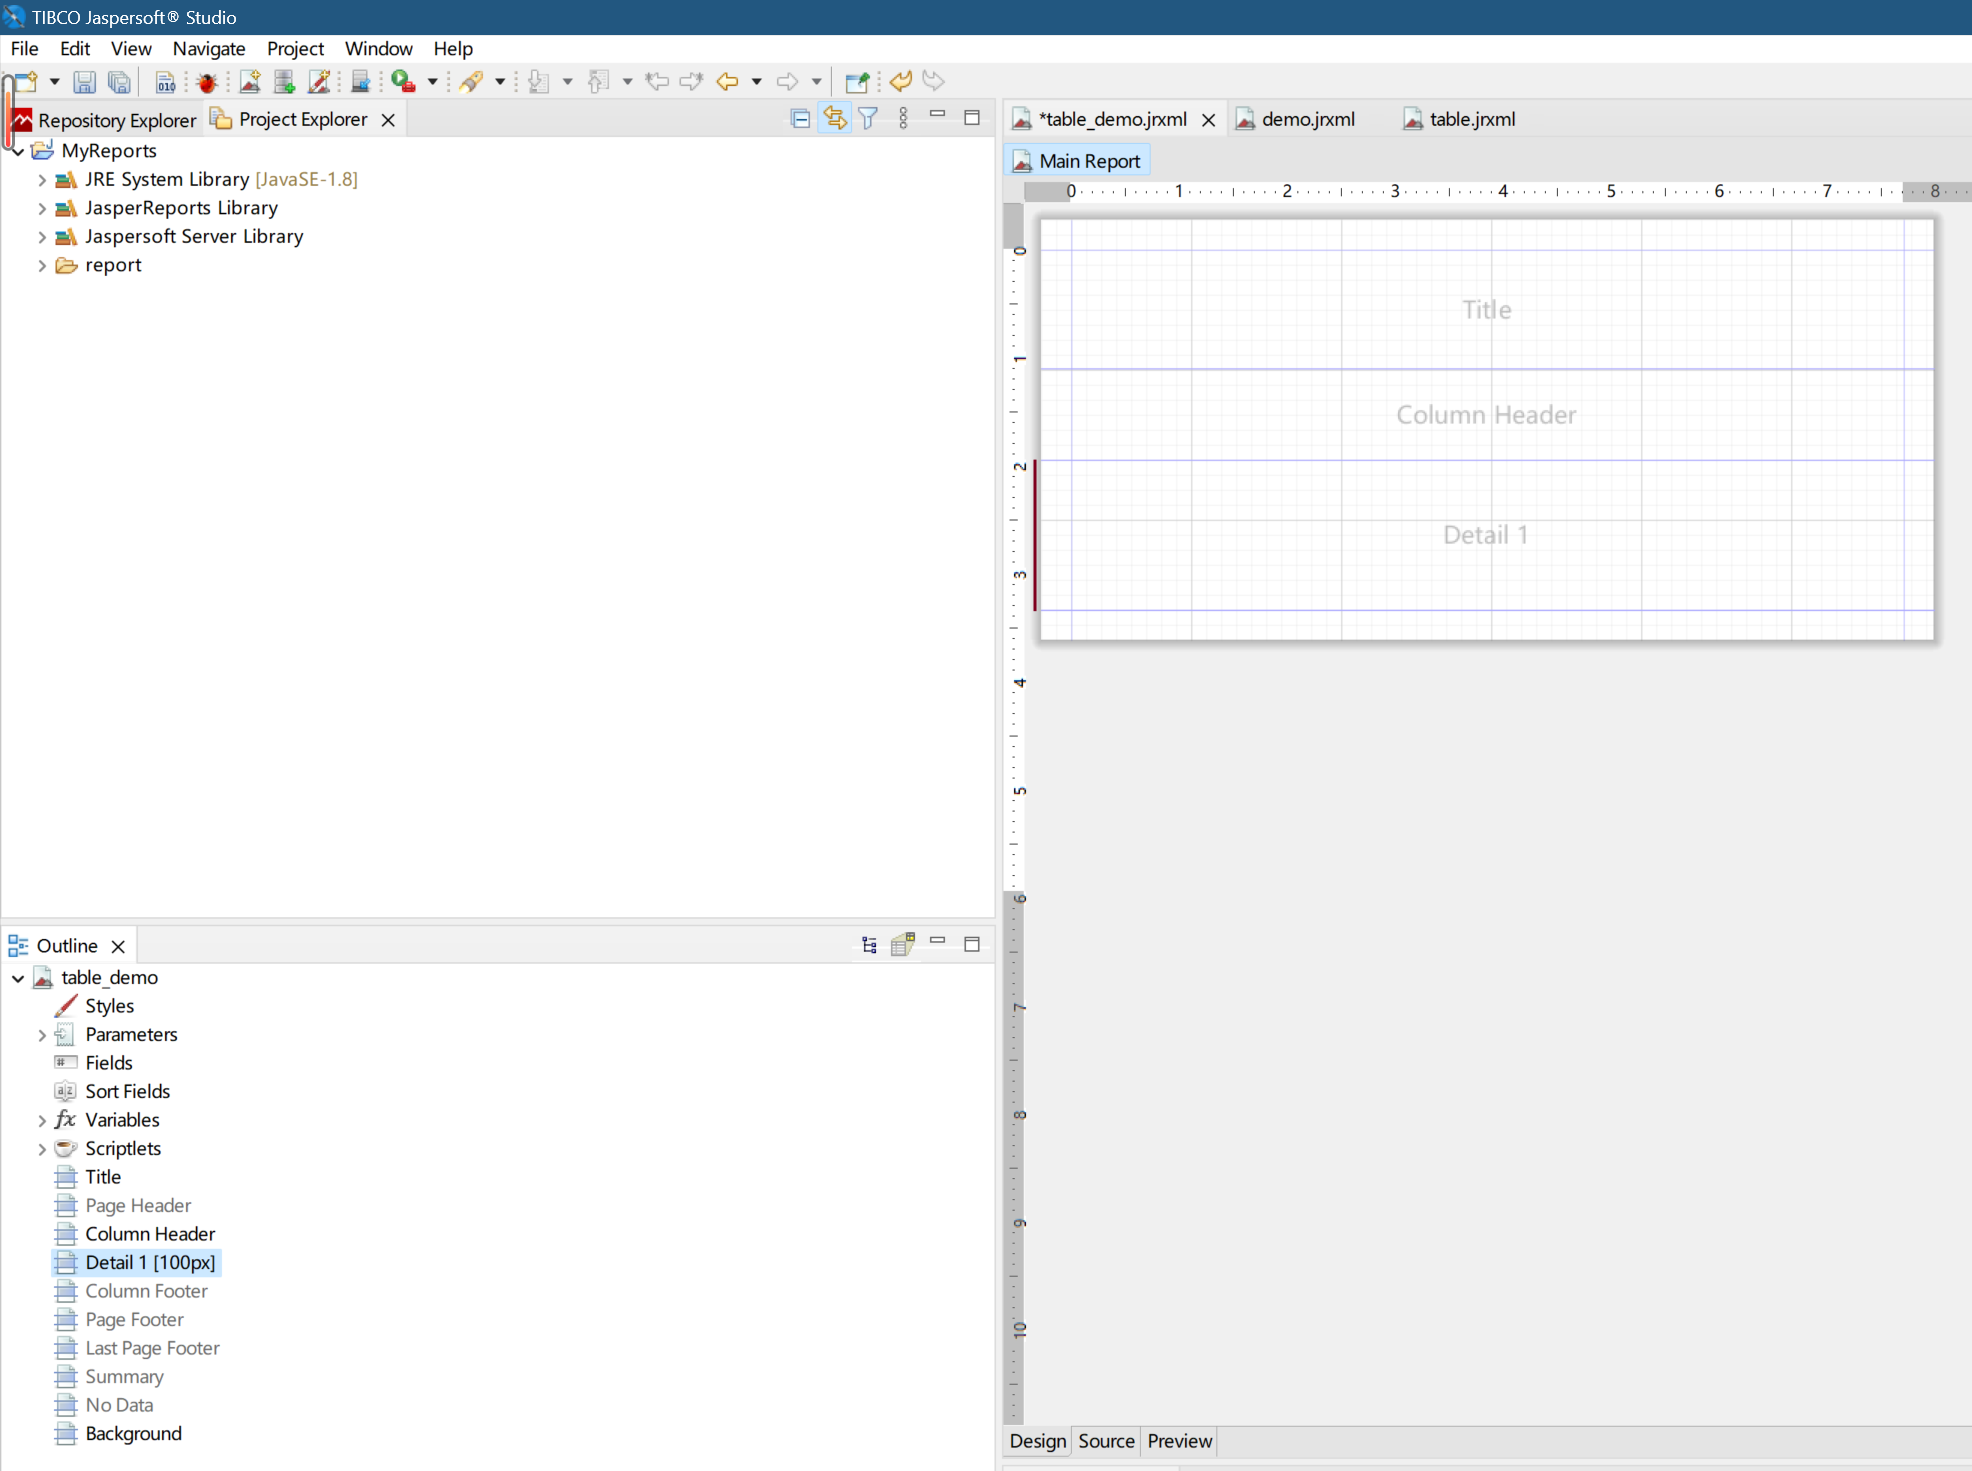 TIBCO Jaspersoft® Studio
File Edit View Navigate Project Window Help
010
Repository Explorer Project Explorer
MyReports
JRE System Library [JavaSE-1.8]
JasperReports Library
Jaspersoft Server Library
report
Outline
table_demo
Styles
Parameters
Fields
Sort Fields
Variables
Scriptlets
Title
Page Header
Column Header
Detail 1 [100px]
Column Footer
Page Footer
Last Page Footer
Summary
No Data
Background
*table_demo.jrxml demo.jrxml table.jrxml
Main Report
0 1 2 3 4 5 6 7 8
0
1
2
3
4
5
6
7
8
9
10
Title
Column Header
Detail 1
Design Source Preview